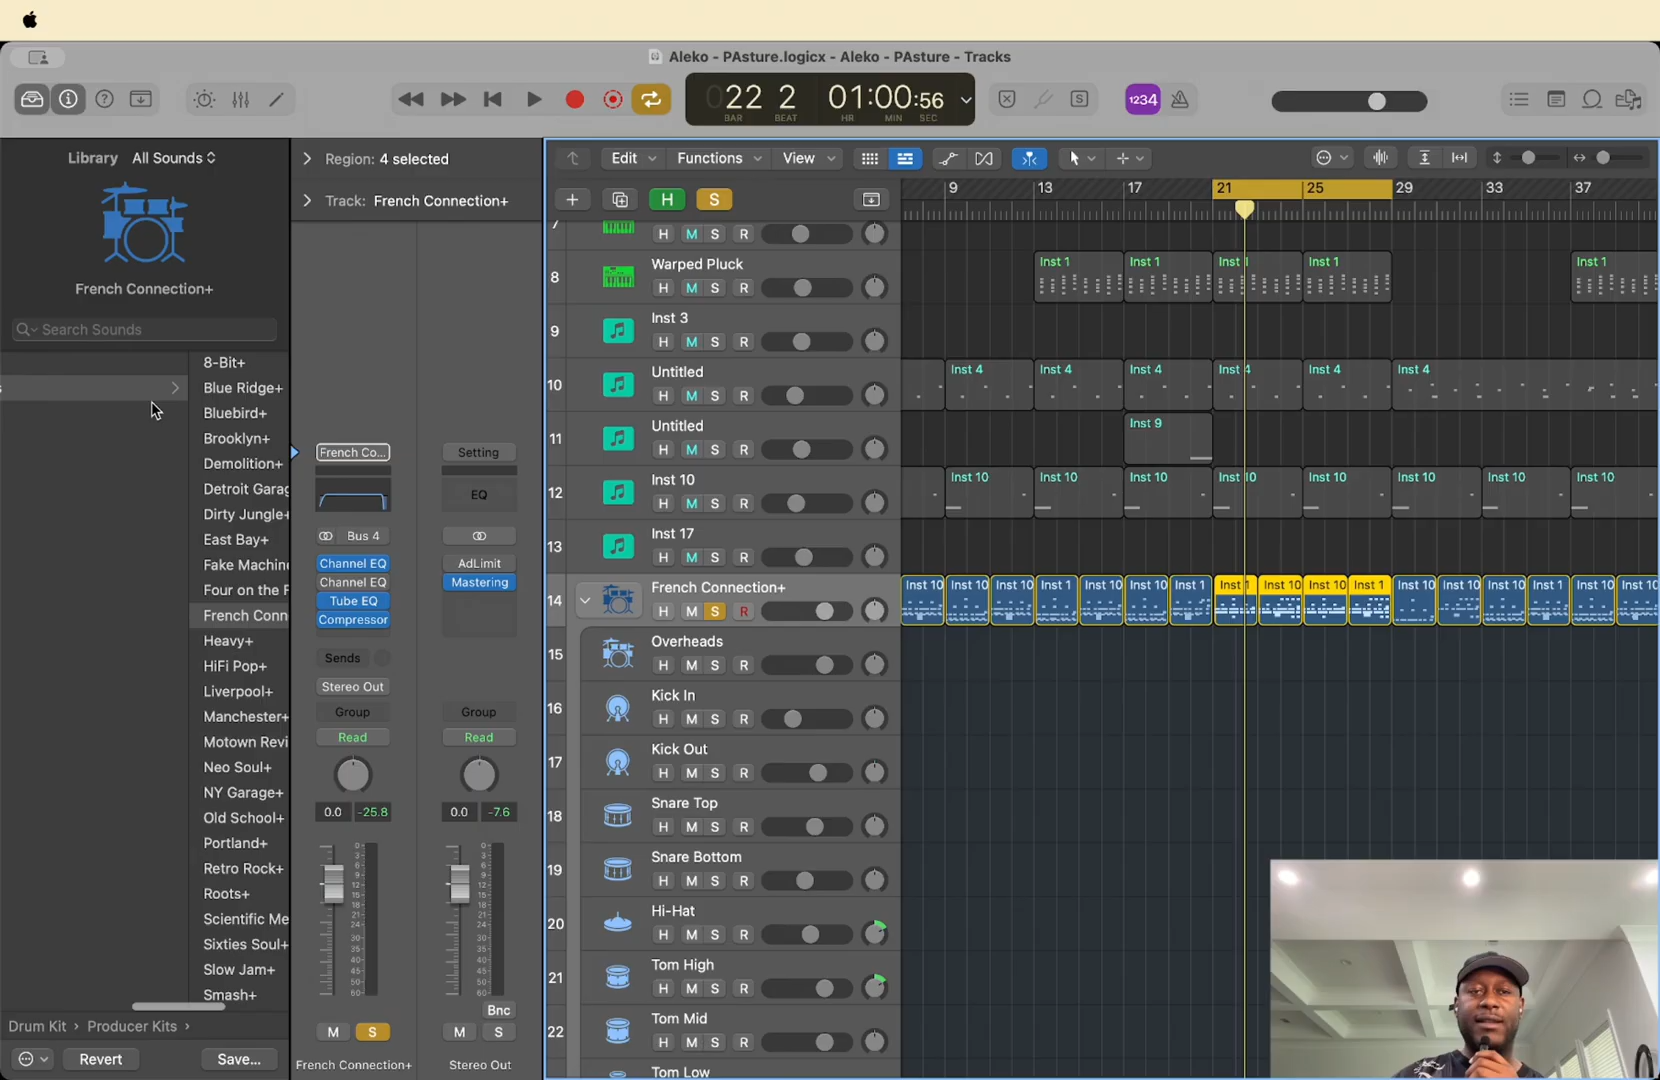 Aleko - PAsture.logicx - Aleko - PAsture - Tracks
22 2 01:00:56
BAR BEAT HR MIN SEC
1234
Library All Sounds
French Connection+
Search Sounds
8-Bit+
Blue Ridge+
Bluebird+
Brooklyn+
Demolition+
Detroit Garag
Dirty Jungle+
East Bay+
Fake Machin
Four on the F
French Conn
Heavy+
HiFi Pop+
Liverpool+
Manchester+
Motown Revi
Neo Soul+
NY Garage+
Old School+
Portland+
Retro Rock+
Roots+
Scientific Me
Sixties Soul+
Slow Jam+
Smash+
Drum Kit › Producer Kits ›
Revert Save...
Region: 4 selected
Track: French Connection+
French Co... Setting
EQ
Bus 4
Channel EQ AdLimit
Channel EQ Mastering
Tube EQ
Compressor
Sends
Stereo Out
Group Group
Read Read
0.0 -25.8 0.0 -7.6
Bnc
M S M S
French Connection+ Stereo Out
Edit Functions View
H S
9 13 17 21 25 29 33 37
7 H M S R
8 Warped Pluck Inst 1 Inst 1 Inst 1 Inst 1 Inst 1
H M S R
9 Inst 3
H M S R
10 Untitled Inst 4 Inst 4 Inst 4 Inst 4 Inst 4 Inst 4
H M S R
11 Untitled Inst 9
H M S R
12 Inst 10 Inst 10 Inst 10 Inst 10 Inst 10 Inst 10 Inst 10 Inst 10 Inst 10
H M S R
13 Inst 17
H M S R
14 French Connection+ Inst 10 Inst 10 Inst 10 Inst 1 Inst 10 Inst 10 Inst 1 Inst 1 Inst 10 Inst 10 Inst 1 Inst 10 Inst 10 Inst 10 Inst 1 Inst 10 Inst 10
H M S R
15 Overheads
H M S R
16 Kick In
H M S R
17 Kick Out
H M S R
18 Snare Top
H M S R
19 Snare Bottom
H M S R
20 Hi-Hat
H M S R
21 Tom High
H M S R
22 Tom Mid
H M S R
Tom Low